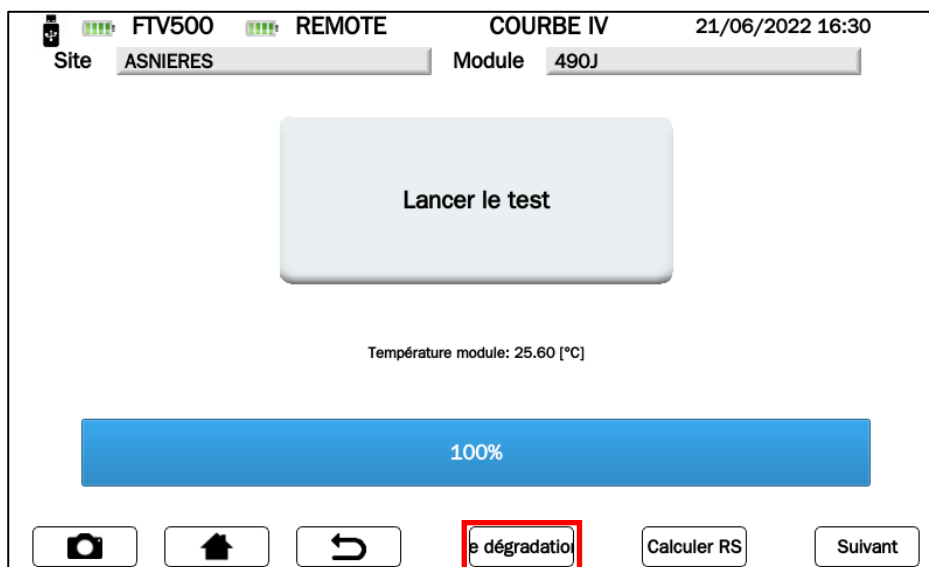 FTV500 REMOTE COURBE IV 21/06/2022 16:30
Site ASNIERES Module 490J
Lancer le test
Température module: 25.60 [°C]
100%
e dégradation Calculer RS Suivant